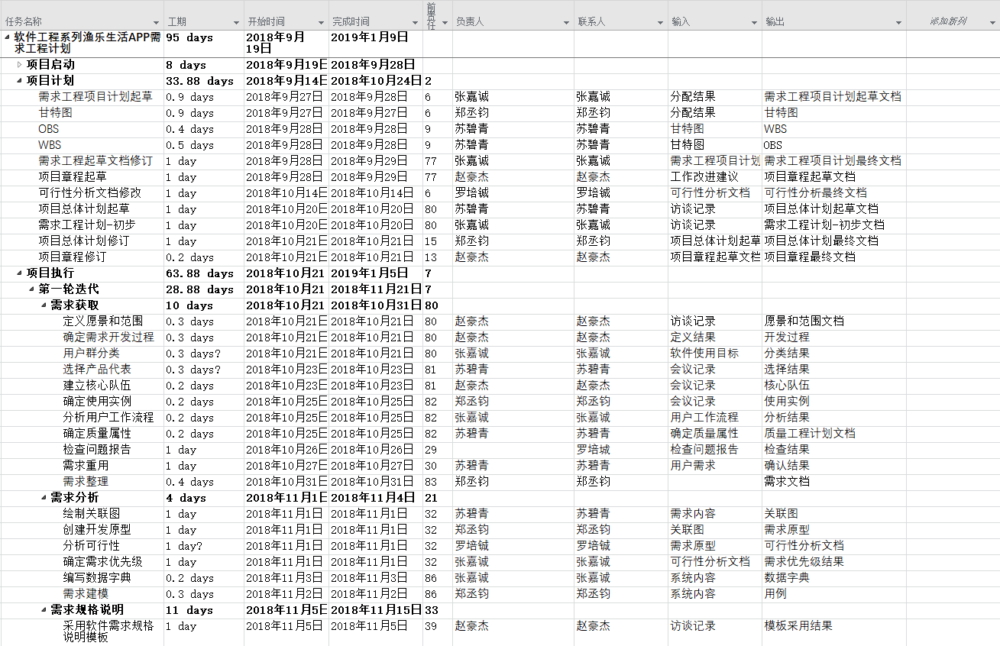 任务名称 工期 开始时间 完成时间 前置任 负责人 联系人 输入 输出 添加新列
软件工程系列渔乐生活APP需求工程计划 95 days 2018年9月19日 2019年1月9日
项目启动 8 days 2018年9月19日 2018年9月28日
项目计划 33.88 days 2018年9月14日 2018年10月24日 2
需求工程项目计划起草 0.9 days 2018年9月27日 2018年9月28日 6 张嘉诚 张嘉诚 分配结果 需求工程项目计划起草文档
甘特图 0.9 days 2018年9月27日 2018年9月27日 6 郑丞钧 郑丞钧 分配结果 甘特图
OBS 0.4 days 2018年9月28日 2018年9月28日 9 苏碧青 苏碧青 甘特图 WBS
WBS 0.5 days 2018年9月28日 2018年9月28日 9 苏碧青 苏碧青 甘特图 OBS
需求工程起草文档修订 1 day 2018年9月28日 2018年9月29日 77 张嘉诚 张嘉诚 需求工程项目计划 需求工程项目计划最终文档
项目章程起草 1 day 2018年9月28日 2018年9月29日 77 赵豪杰 赵豪杰 工作改进建议 项目章程起草文档
可行性分析文档修改 1 day 2018年10月14日 2018年10月14日 6 罗培铖 罗培铖 可行性分析文档 可行性分析最终文档
项目总体计划起草 1 day 2018年10月20日 2018年10月20日 80 苏碧青 苏碧青 访谈记录 项目总体计划起草文档
需求工程计划-初步 1 day 2018年10月20日 2018年10月20日 80 张嘉诚 张嘉诚 访谈记录 需求工程计划-初步文档
项目总体计划修订 1 day 2018年10月21日 2018年10月21日 15 郑丞钧 郑丞钧 项目总体计划起草 项目总体计划最终文档
项目章程修订 0.2 days 2018年10月21日 2018年10月21日 13 赵豪杰 赵豪杰 项目章程起草文档 项目章程最终文档
项目执行 63.88 days 2018年10月21 2019年1月5日 7
第一轮迭代 28.88 days 2018年10月21 2018年11月21日 7
需求获取 10 days 2018年10月21 2018年10月31日 80
定义愿景和范围 0.3 days 2018年10月21日 2018年10月21日 80 赵豪杰 赵豪杰 访谈记录 愿景和范围文档
确定需求开发过程 0.3 days 2018年10月21日 2018年10月21日 80 赵豪杰 赵豪杰 定义结果 开发过程
用户群分类 0.3 days? 2018年10月21日 2018年10月21日 80 张嘉诚 张嘉诚 软件使用目标 分类结果
选择产品代表 0.3 days? 2018年10月23日 2018年10月23日 81 苏碧青 苏碧青 会议记录 选择结果
建立核心队伍 0.2 days 2018年10月23日 2018年10月23日 81 赵豪杰 赵豪杰 会议记录 核心队伍
确定使用实例 0.2 days 2018年10月25日 2018年10月25日 82 郑丞钧 郑丞钧 会议记录 使用实例
分析用户工作流程 0.2 days 2018年10月25日 2018年10月25日 82 张嘉诚 张嘉诚 用户工作流程 分析结果
确定质量属性 0.2 days 2018年10月25日 2018年10月25日 82 苏碧青 苏碧青 确定质量属性 质量工程计划文档
检查问题报告 1 day 2018年10月26日 2018年10月26日 29 罗培城 检查问题报告 检查结果
需求重用 1 day 2018年10月27日 2018年10月27日 30 苏碧青 苏碧青 用户需求 确认结果
需求整理 0.4 days 2018年10月31日 2018年10月31日 83 郑丞钧 郑丞钧 需求文档
需求分析 4 days 2018年11月1日 2018年11月4日 21
绘制关联图 1 day 2018年11月1日 2018年11月1日 32 苏碧青 苏碧青 需求内容 关联图
创建开发原型 1 day 2018年11月1日 2018年11月1日 32 郑丞钧 郑丞钧 关联图 需求原型
分析可行性 1 day? 2018年11月1日 2018年11月1日 32 罗培铖 罗培铖 需求原型 可行性分析文档
确定需求优先级 1 day 2018年11月1日 2018年11月1日 32 张嘉诚 张嘉诚 可行性分析文档 需求优先级结果
编写数据字典 0.2 days 2018年11月3日 2018年11月3日 86 张嘉诚 张嘉诚 系统内容 数据字典
需求建模 0.3 days 2018年11月2日 2018年11月2日 86 郑丞钧 郑丞钧 系统内容 用例
需求规格说明 11 days 2018年11月5日 2018年11月15日 33
采用软件需求规格说明模板 1 day 2018年11月5日 2018年11月5日 39 赵豪杰 赵豪杰 访谈记录 模板采用结果